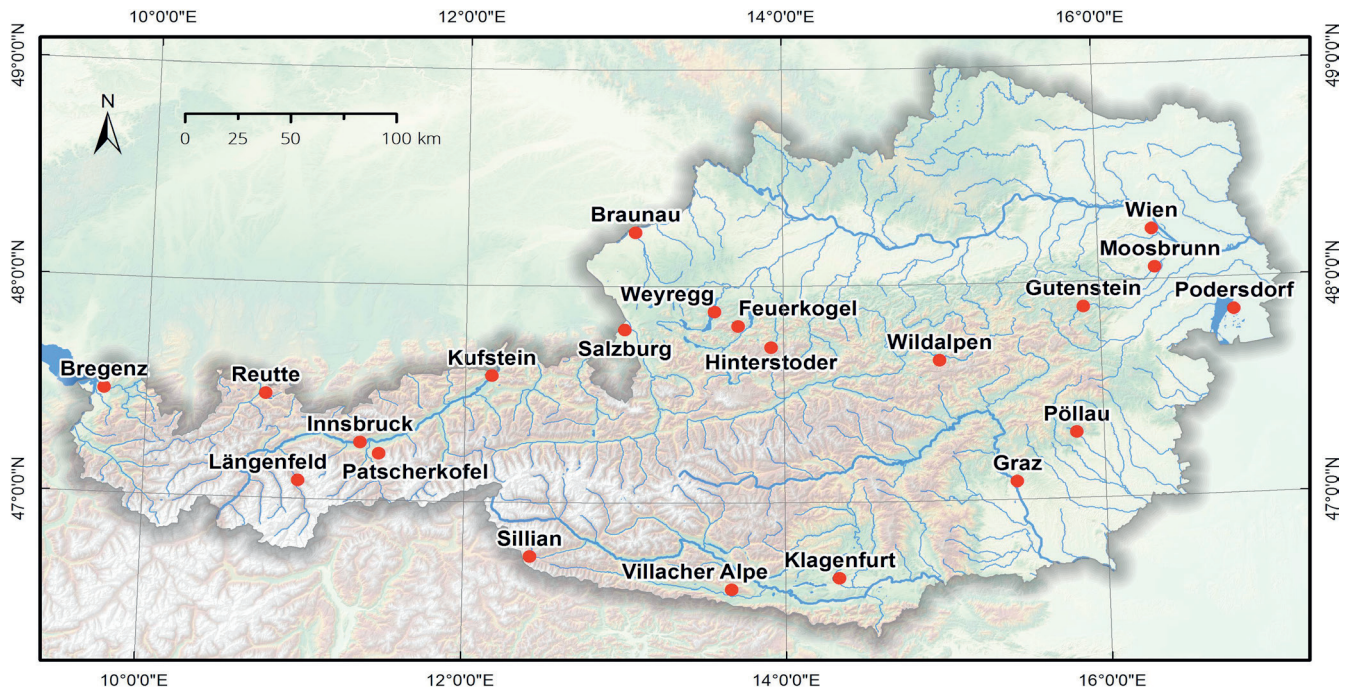 10°0'0"E 12°0'0"E 14°0'0"E 16°0'0"E
49°0'0"N
49°0'0"N
N
0 25 50 100 km
Braunau
Wien
Moosbrunn
48°0'0"N
48°0'0"N
Weyregg
Feuerkogel
Gutenstein
Podersdorf
Salzburg
Hinterstoder
Wildalpen
Kufstein
Bregenz
Reutte
Innsbruck
Pöllau
Längenfeld
Patscherkofel
Graz
47°0'0"N
47°0'0"N
Sillian
Villacher Alpe
Klagenfurt
10°0'0"E 12°0'0"E 14°0'0"E 16°0'0"E